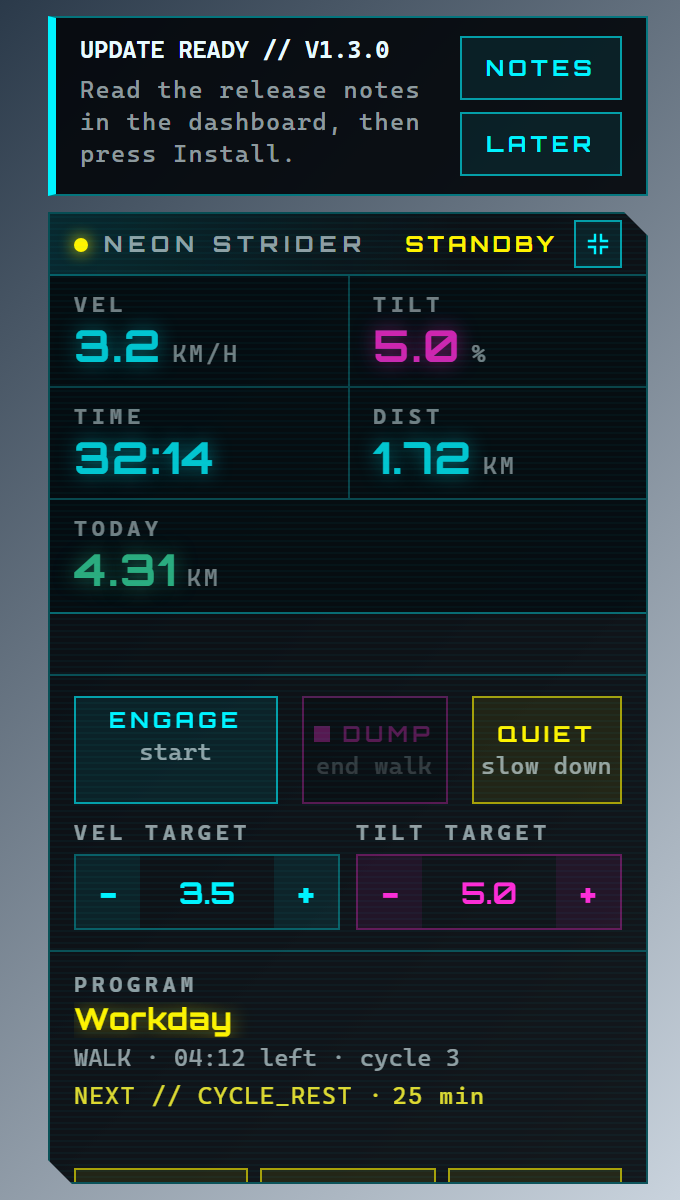 UPDATE READY // V1.3.0
Read the release notes
in the dashboard, then
press Install.
NOTES
LATER
NEON STRIDER
STANDBY
VEL
3.2 KM/H
TILT
5.0 %
TIME
32:14
DIST
1.72 KM
TODAY
4.31 KM
ENGAGE
start
DUMP
end walk
QUIET
slow down
VEL TARGET
- 3.5 +
TILT TARGET
- 5.0 +
PROGRAM
Workday
WALK · 04:12 left · cycle 3
NEXT // CYCLE_REST · 25 min